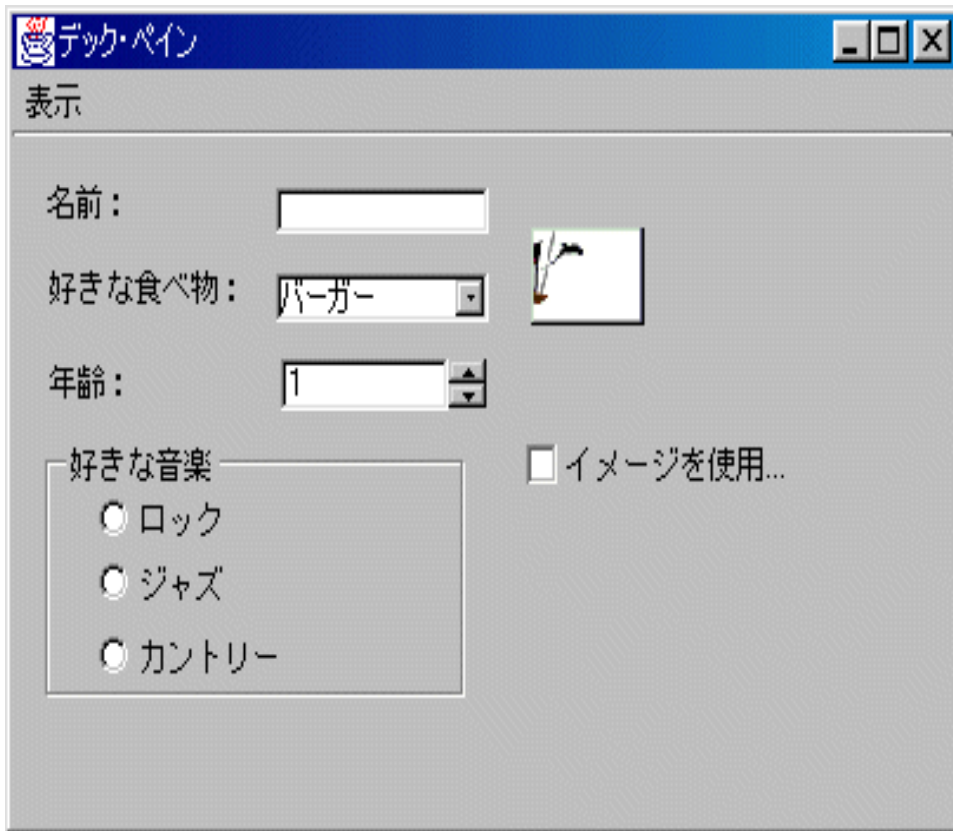 デック・ペイン
表示
名前：
好きな食べ物： バーガー
年齢： 1
好きな音楽
イメージを使用...
ロック
ジャズ
カントリー